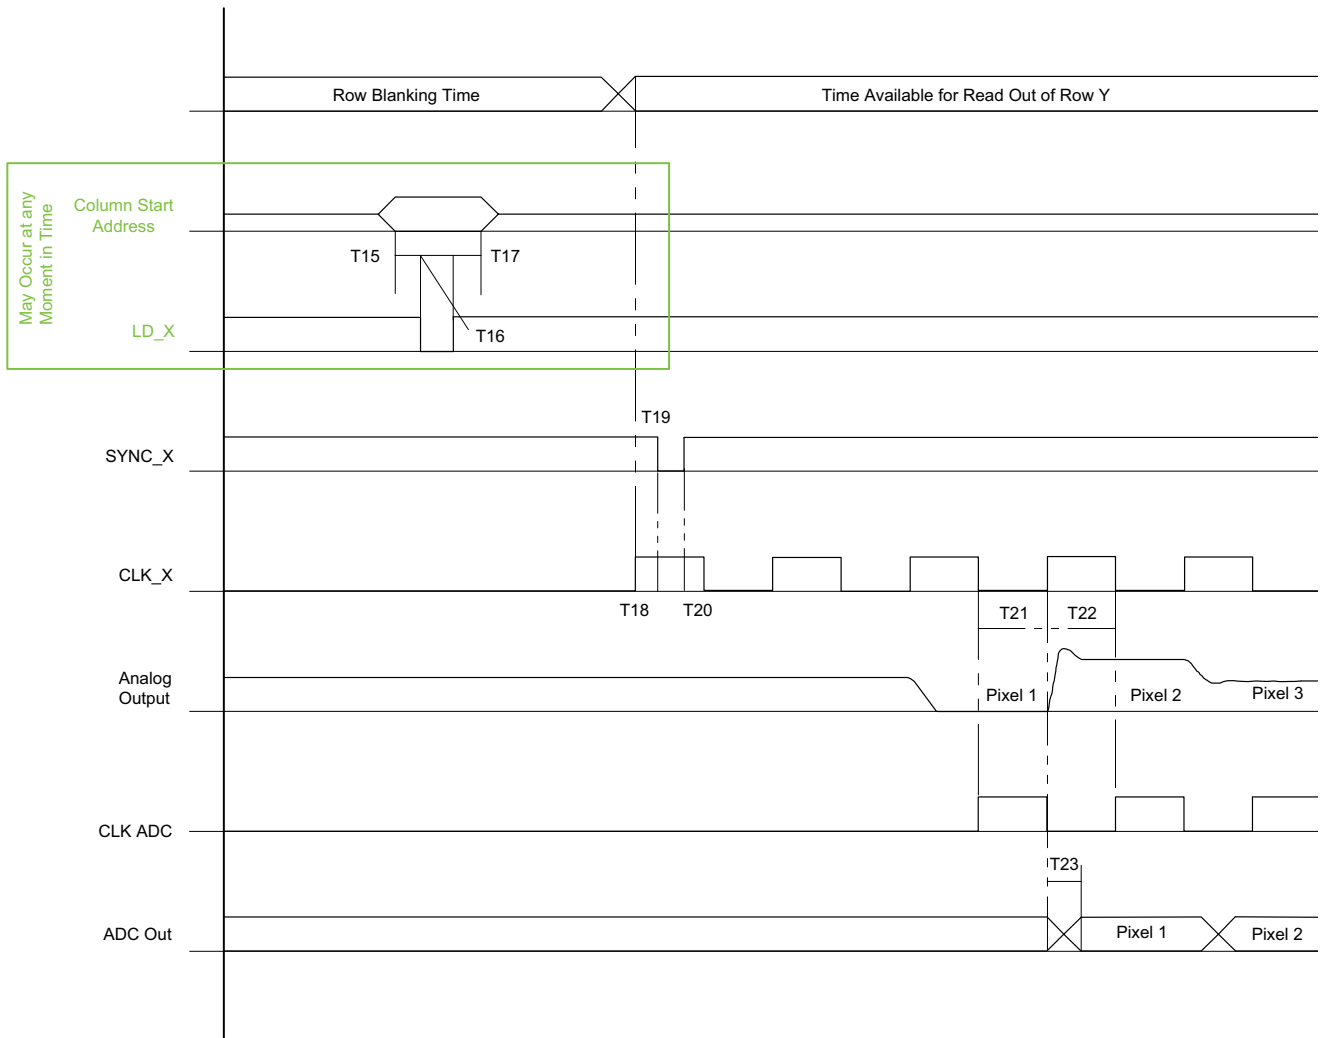 Row Blanking Time
Time Available for Read Out of Row Y
May Occur at any
Moment in Time
Column Start
Address
T15
T17
LD_X
T16
T19
SYNC_X
CLK_X
T18
T20
T21
T22
Analog
Output
Pixel 1
Pixel 2
Pixel 3
CLK ADC
T23
ADC Out
Pixel 1
Pixel 2